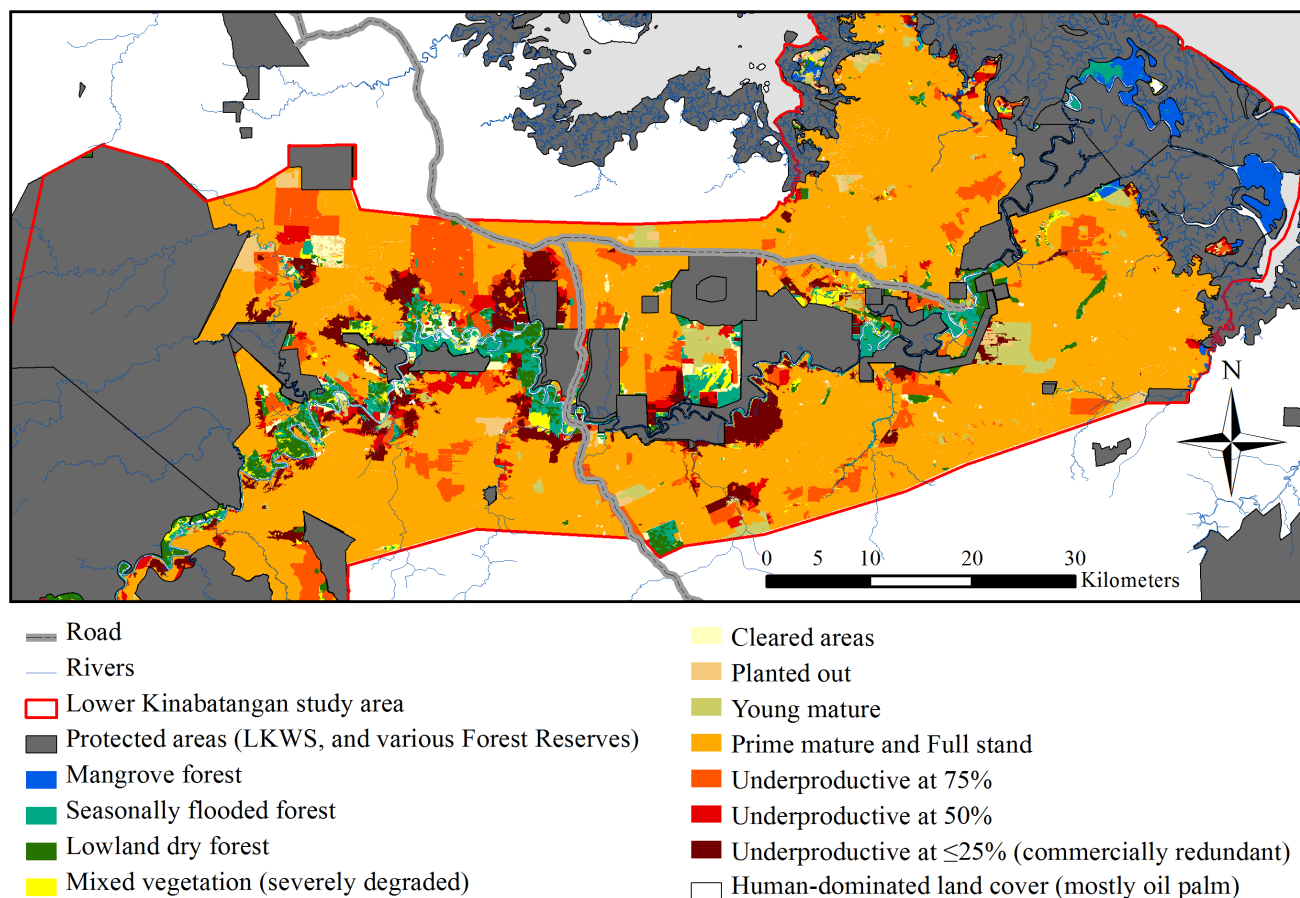 N
0 5 10 20 30
Kilometers
Road
Rivers
Lower Kinabatangan study area
Protected areas (LKWS, and various Forest Reserves)
Mangrove forest
Seasonally flooded forest
Lowland dry forest
Mixed vegetation (severely degraded)
Cleared areas
Planted out
Young mature
Prime mature and Full stand
Underproductive at 75%
Underproductive at 50%
Underproductive at ≤25% (commercially redundant)
Human-dominated land cover (mostly oil palm)